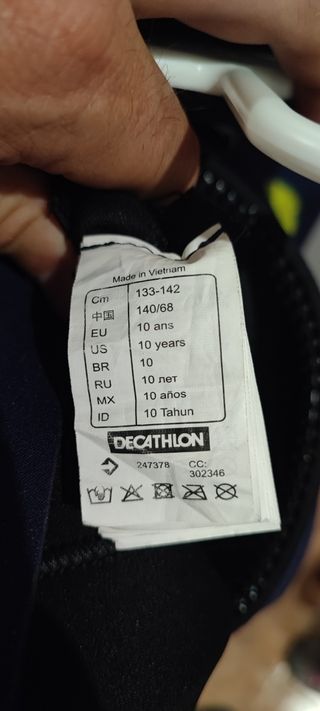 Made in Vietnam
Cm 133-142
中国 140/68
EU 10 ans
US 10 years
BR 10
RU 10 лет
MX 10 años
ID 10 Tahun
DECATHLON
247378 CC:
302346